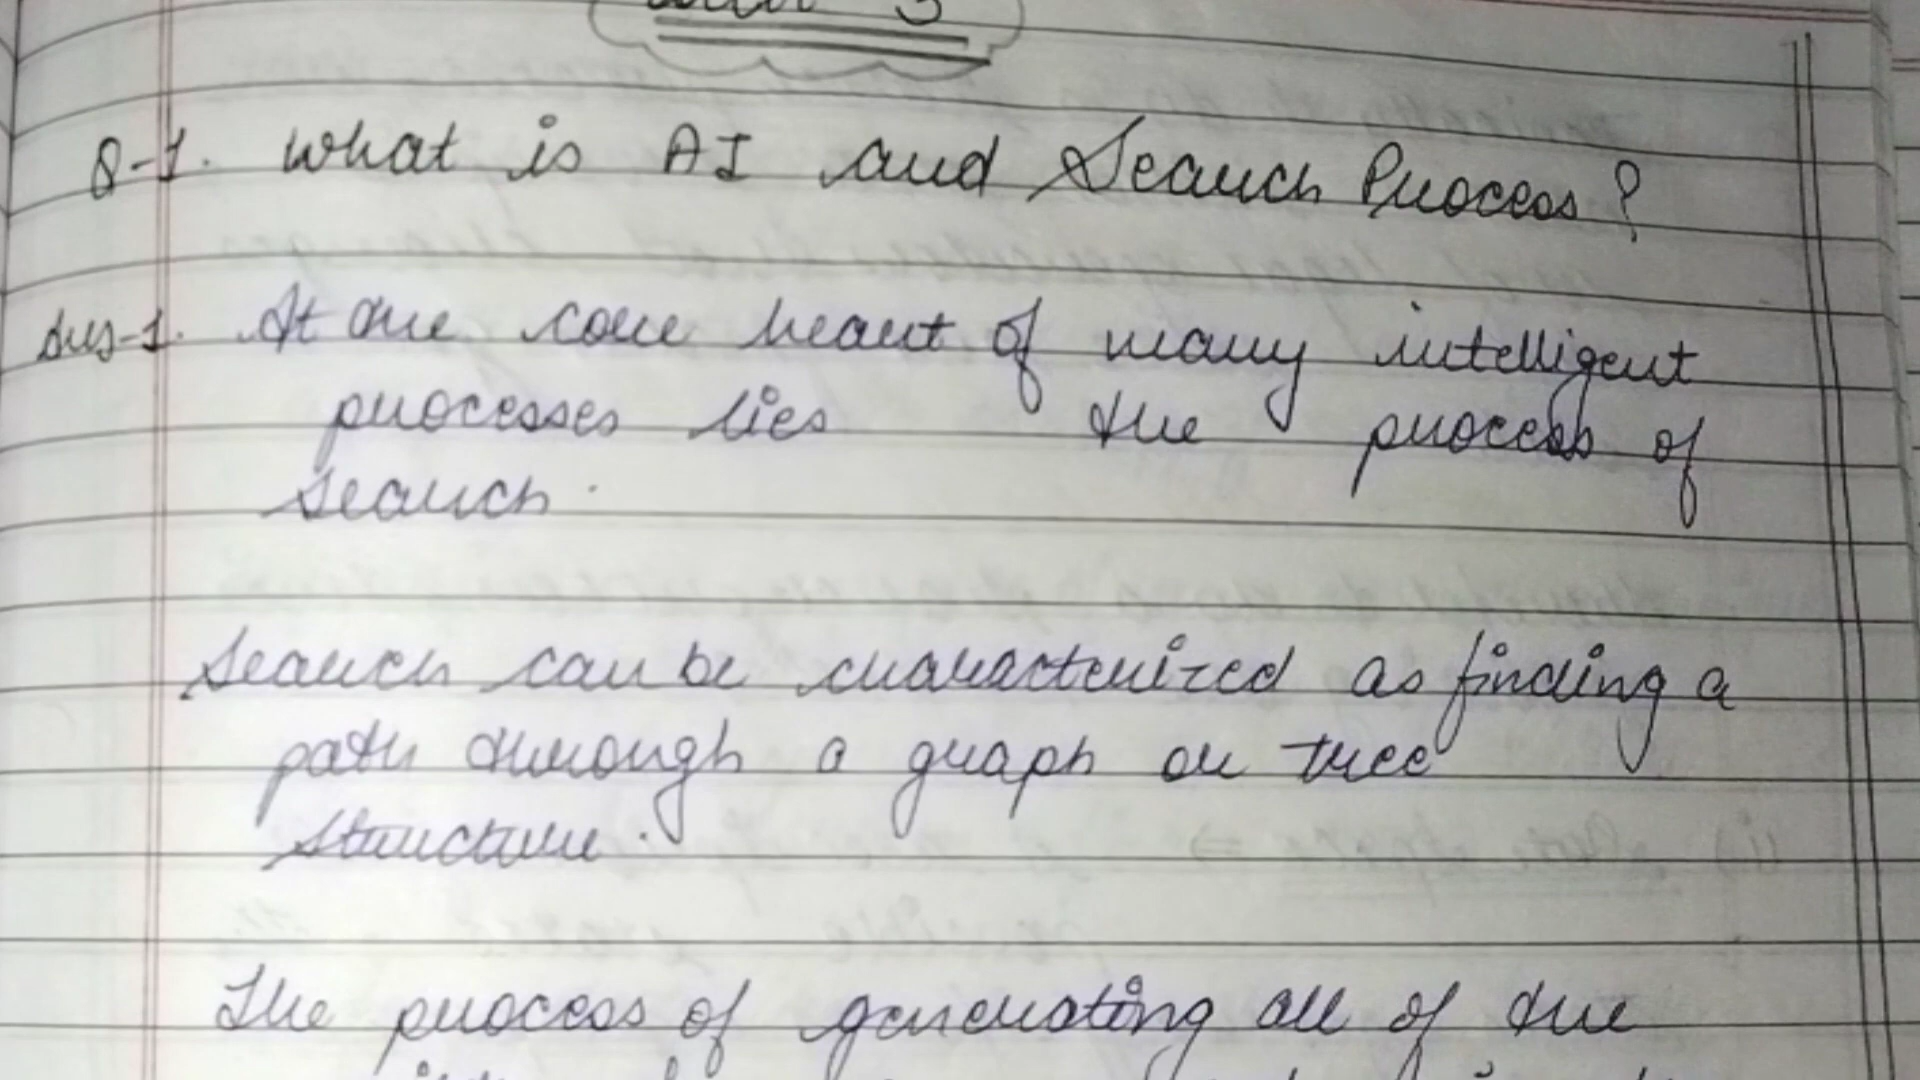 Q-1. What is AI and Search Process?
Ans-1. At the core heart of many intelligent
processes lies the process of
search.
Search can be characterized as finding a
path through a graph or tree
structure.
The process of generating all of the